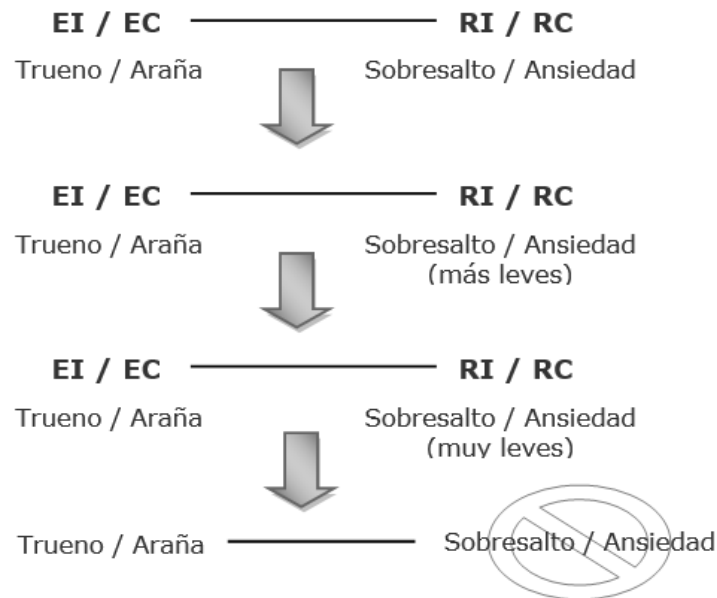 EI / EC RI / RC
Trueno / Araña Sobresalto / Ansiedad
EI / EC RI / RC
Trueno / Araña Sobresalto / Ansiedad
(más leves)
EI / EC RI / RC
Trueno / Araña Sobresalto / Ansiedad
(muy leves)
Trueno / Araña Sobresalto / Ansiedad